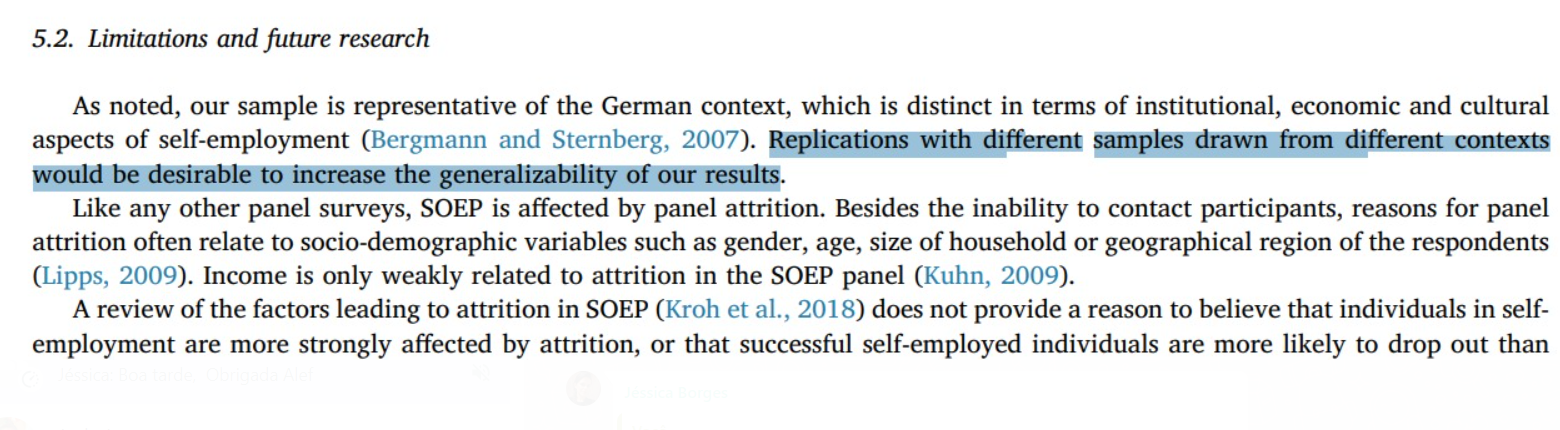 5.2. Limitations and future research
As noted, our sample is representative of the German context, which is distinct in terms of institutional, economic and cultural
aspects of self-employment (Bergmann and Sternberg, 2007). Replications with different samples drawn from different contexts
would be desirable to increase the generalizability of our results.
Like any other panel surveys, SOEP is affected by panel attrition. Besides the inability to contact participants, reasons for panel
attrition often relate to socio-demographic variables such as gender, age, size of household or geographical region of the respondents
(Lipps, 2009). Income is only weakly related to attrition in the SOEP panel (Kuhn, 2009).
A review of the factors leading to attrition in SOEP (Kroh et al., 2018) does not provide a reason to believe that individuals in self-
employment are more strongly affected by attrition, or that successful self-employed individuals are more likely to drop out than
Jéssica: Boa tarde Obrigada
Jéssica Borges